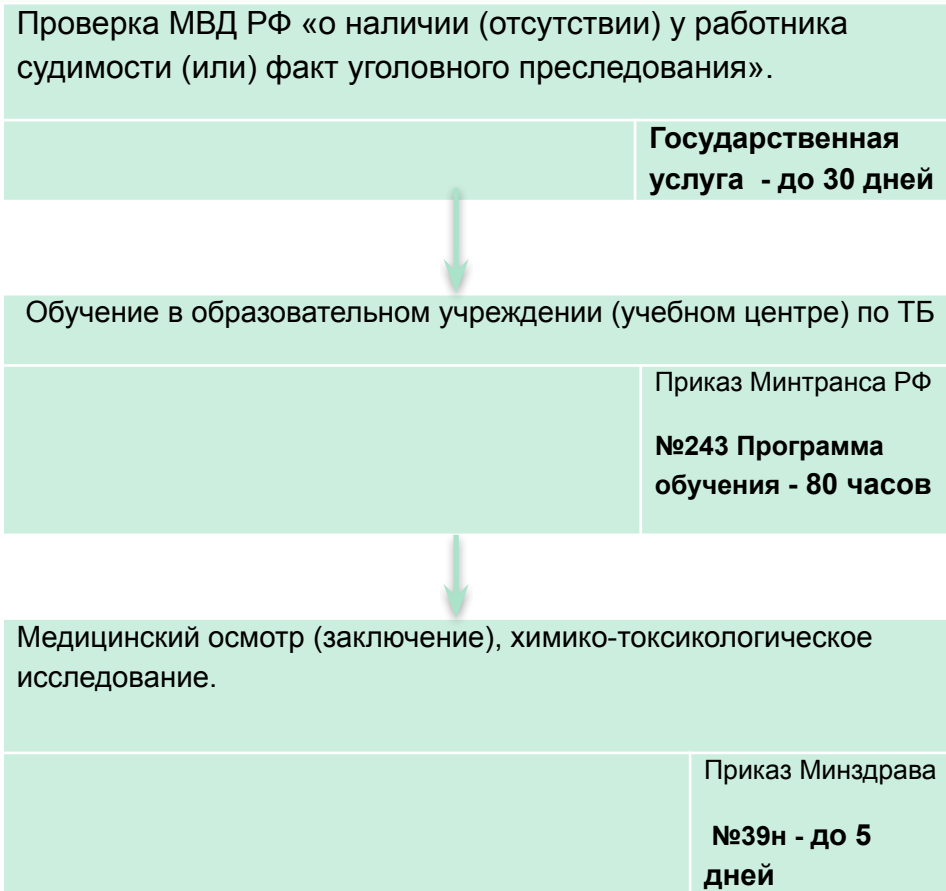 Проверка МВД РФ «о наличии (отсутствии) у работника
судимости (или) факт уголовного преследования».
Государственная
услуга - до 30 дней
Обучение в образовательном учреждении (учебном центре) по ТБ
Приказ Минтранса РФ
№243 Программа
обучения - 80 часов
Медицинский осмотр (заключение), химико-токсикологическое
исследование.
Приказ Минздрава
№39н - до 5
дней